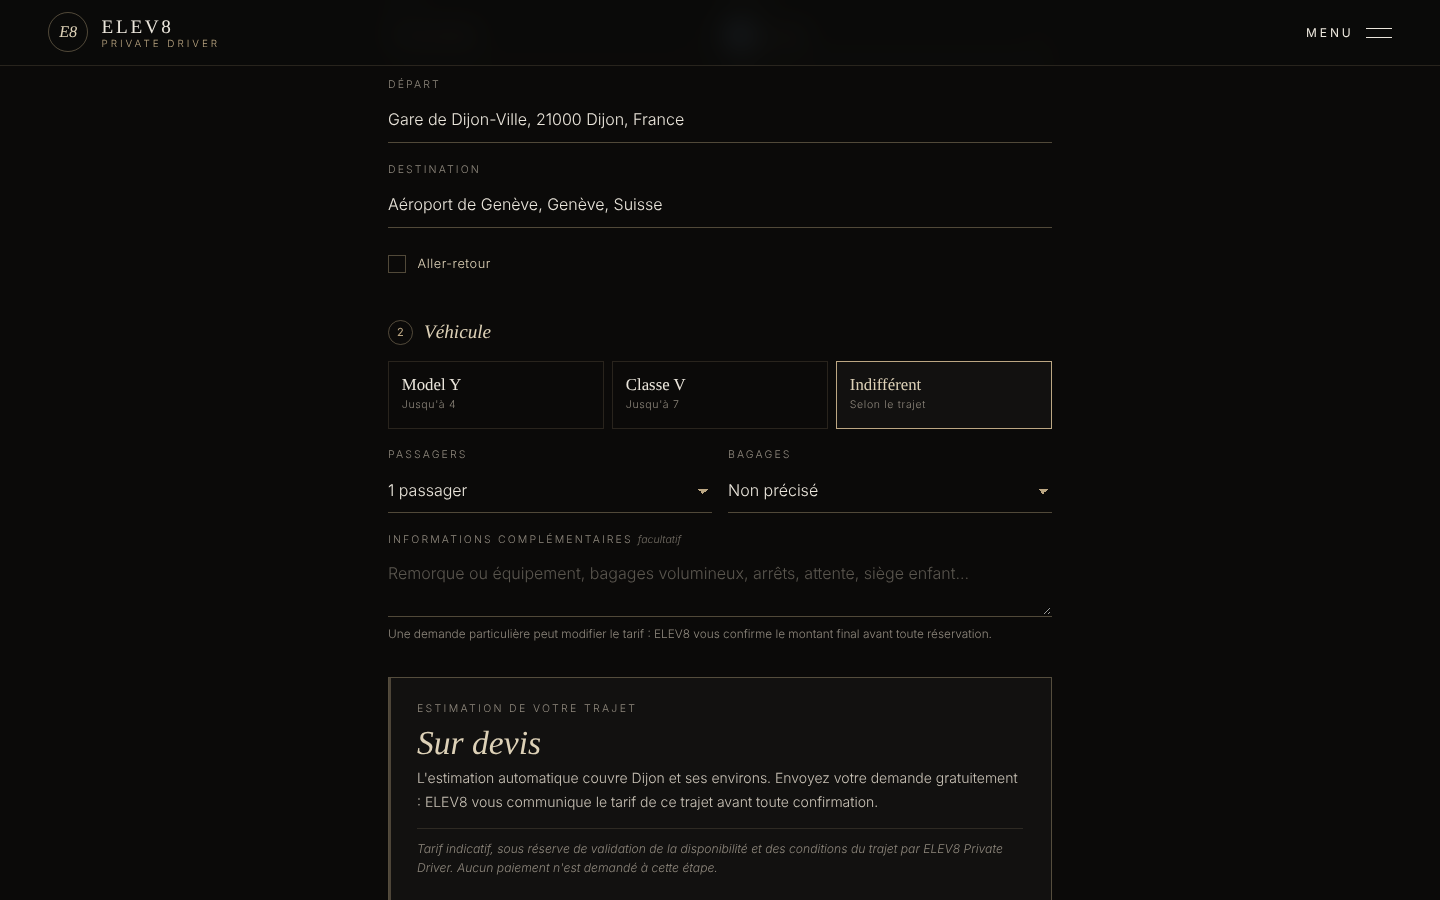 E8
ELEV8
PRIVATE DRIVER
MENU
DÉPART
Gare de Dijon-Ville, 21000 Dijon, France
DESTINATION
Aéroport de Genève, Genève, Suisse
Aller-retour
2 Véhicule
Model Y
Jusqu'à 4
Classe V
Jusqu'à 7
Indifférent
Selon le trajet
PASSAGERS
1 passager
BAGAGES
Non précisé
INFORMATIONS COMPLÉMENTAIRES facultatif
Remorque ou équipement, bagages volumineux, arrêts, attente, siège enfant…
Une demande particulière peut modifier le tarif : ELEV8 vous confirme le montant final avant toute réservation.
ESTIMATION DE VOTRE TRAJET
Sur devis
L'estimation automatique couvre Dijon et ses environs. Envoyez votre demande gratuitement
: ELEV8 vous communique le tarif de ce trajet avant toute confirmation.
Tarif indicatif, sous réserve de validation de la disponibilité et des conditions du trajet par ELEV8 Private
Driver. Aucun paiement n'est demandé à cette étape.